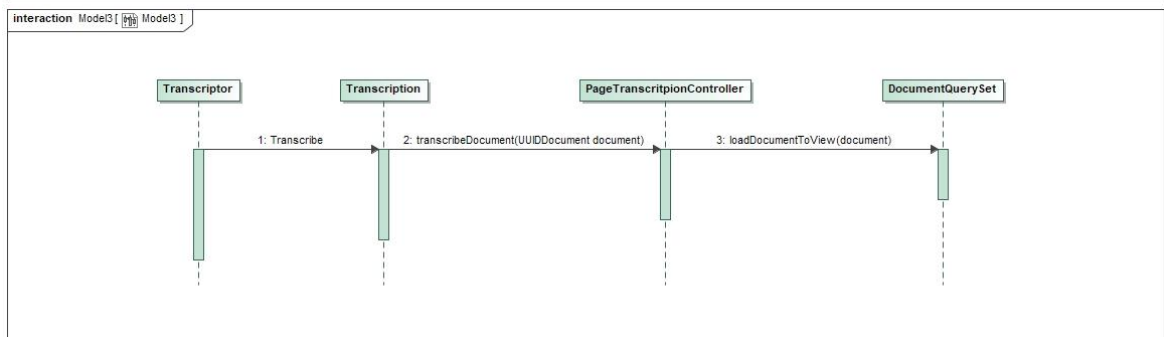 interaction Model3 [ Model3 ]
Transcriptor
Transcription
PageTranscritpionController
DocumentQuerySet
1: Transcribe
2: transcribeDocument(UUIDDocument document)
3: loadDocumentToView(document)